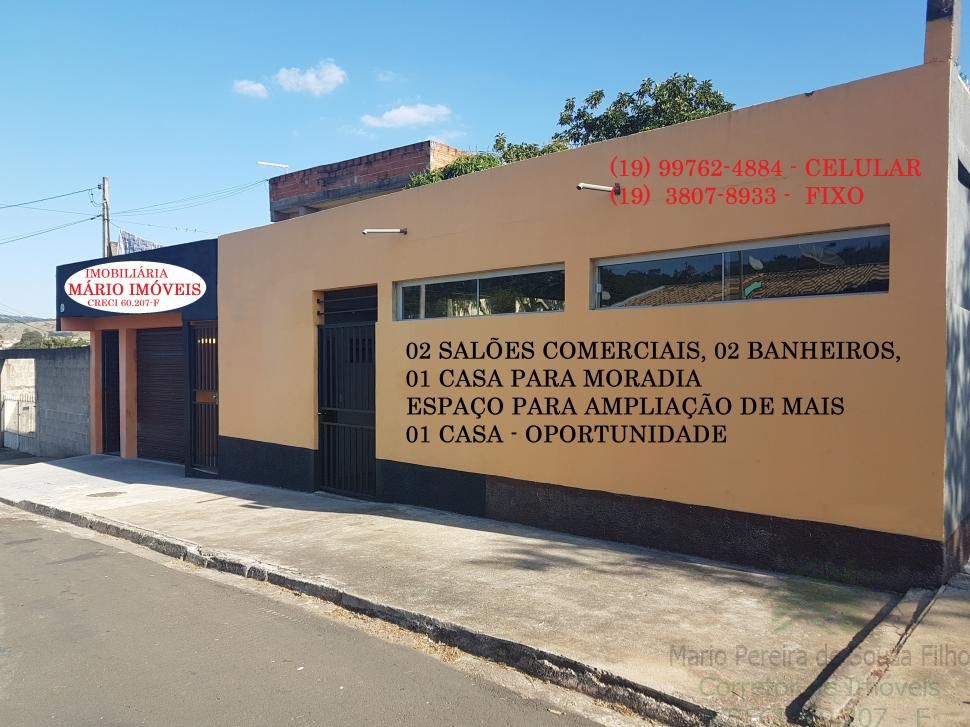 (19) 99762-4884 - CELULAR
(19) 3807-8933 - FIXO
IMOBILIÁRIA
MÁRIO IMÓVEIS
CRECI 60.207-F
02 SALÕES COMERCIAIS, 02 BANHEIROS,
01 CASA PARA MORADIA
ESPAÇO PARA AMPLIAÇÃO DE MAIS
01 CASA - OPORTUNIDADE
Mario Pereira de Souza Filho
Corretor de Imóveis